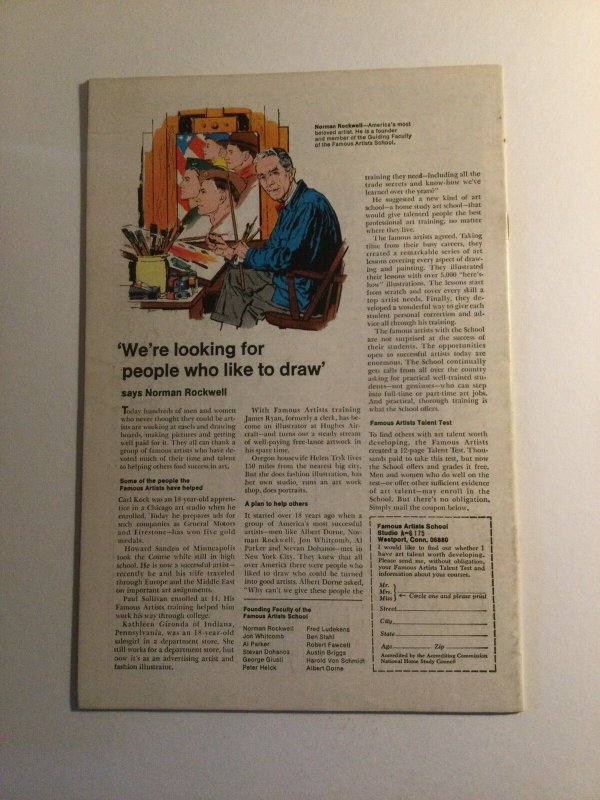 Norman Rockwell—America's most
beloved artist. He is a founder
and member of the Guiding Faculty
of the Famous Artists School.
'We're looking for
people who like to draw'
says Norman Rockwell
Today hundreds of men and women
who never thought they could be art-
ists are working at easels and drawing
boards, making pictures and getting
well paid for it. They all can thank a
group of famous artists who have de-
voted much of their time and talent
to helping others find success in art.
Some of the people the
Famous Artists have helped
Carl Kock was an 18-year-old appren-
tice in a Chicago art studio when he
enrolled. Today he prepares ads for
such companies as General Motors
and Firestone—has won five gold
medals.
Howard Sanden of Minneapolis
took the Course while still in high
school. He is now a successful artist—
recently he and his wife traveled
through Europe and the Middle East
on important art assignments.
Paul Sullivan enrolled at 14. His
Famous Artists training helped him
work his way through college.
Kathleen Gironda of Indiana,
Pennsylvania, was an 18-year-old
salesgirl in a department store. She
still works for a department store, but
now it's as an advertising artist and
fashion illustrator.
With Famous Artists training
James Ryan, formerly a clerk, has be-
come an illustrator at Hughes Air-
craft—and turns out a steady stream
of well-paying free-lance artwork in
his spare time.
Oregon housewife Helen Tryk lives
150 miles from the nearest big city.
But she does fashion illustration, has
her own studio, runs an art work
shop, does portraits.
A plan to help others
It started over 18 years ago when a
group of America's most successful
artists—men like Albert Dorne, Nor-
man Rockwell, Jon Whitcomb, Al
Parker and Stevan Dohanos—met in
New York City. They knew that all
over America there were people who
liked to draw who could be turned
into good artists. Albert Dorne asked,
"Why can't we give these people the
Founding Faculty of the
Famous Artists School
Norman Rockwell
Jon Whitcomb
Al Parker
Stevan Dohanos
George Giusti
Peter Helck
Fred Ludekens
Ben Stahl
Robert Fawcett
Austin Briggs
Harold Von Schmidt
Albert Dorne
training they need—including all the
trade secrets and know-how we've
learned over the years?"
He suggested a new kind of art
school—a home study art school—that
would give talented people the best
professional art training, no matter
where they live.
The famous artists agreed. Taking
time from their busy careers, they
created a remarkable series of art
lessons covering every aspect of draw-
ing and painting. They illustrated
their lessons with over 5,000 "here's-
how" illustrations. The lessons start
from scratch and cover every skill a
top artist needs. Finally, they de-
veloped a wonderful way to give each
student personal correction and ad-
vice all through his training.
The famous artists with the School
are not surprised at the success of
their students. The opportunities
open to successful artists today are
enormous. The School continually
gets calls from all over the country
asking for practical well-trained stu-
dents—not geniuses—who can step
into full-time or part-time art jobs.
And practical, thorough training is
what the School offers.
Famous Artists Talent Test
To find others with art talent worth
developing, the Famous Artists
created a 12-page Talent Test. Thou-
sands paid to take this test, but now
the School offers and grades it free.
Men and women who do well on the
test—or offer other sufficient evidence
of art talent—may enroll in the
School. But there's no obligation.
Simply mail the coupon below.
Famous Artists School
Westport, Conn. 06880
I would like to find out whether I
have art talent worth developing.
Please send me, without obligation,
your Famous Artists Talent Test and
information about your courses.
Mr.
Mrs.
Miss
← Circle one and please print
Street
City
State
Age Zip
Accredited by the Accrediting Commission
National Home Study Council